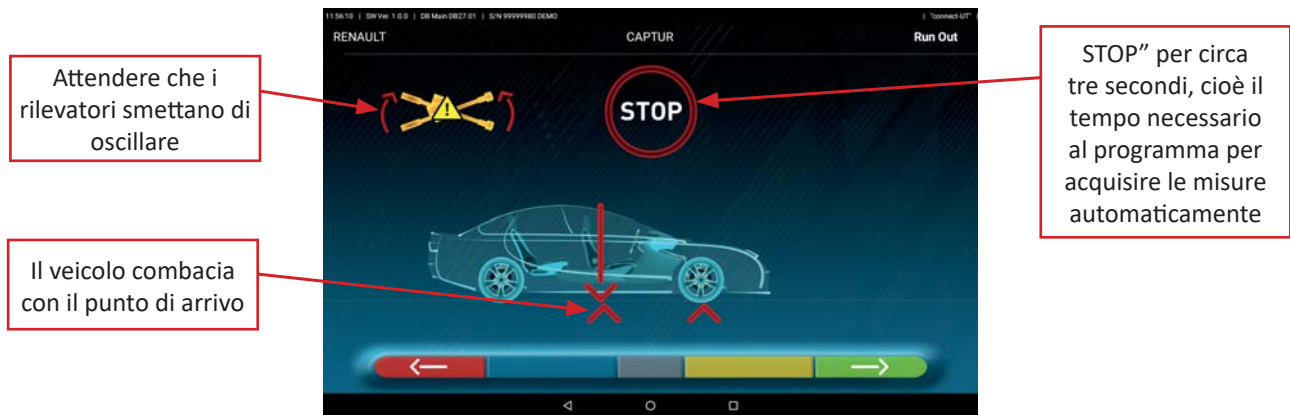 11:56:10 | SW Ver. 1.0.0 | DB Main DB27.01 | S/N 99999980 DEMO | "connect-UT" |
RENAULT CAPTUR Run Out
Attendere che i
rilevatori smettano di
oscillare
STOP
STOP” per circa
tre secondi, cioè il
tempo necessario
al programma per
acquisire le misure
automaticamente
Il veicolo combacia
con il punto di arrivo